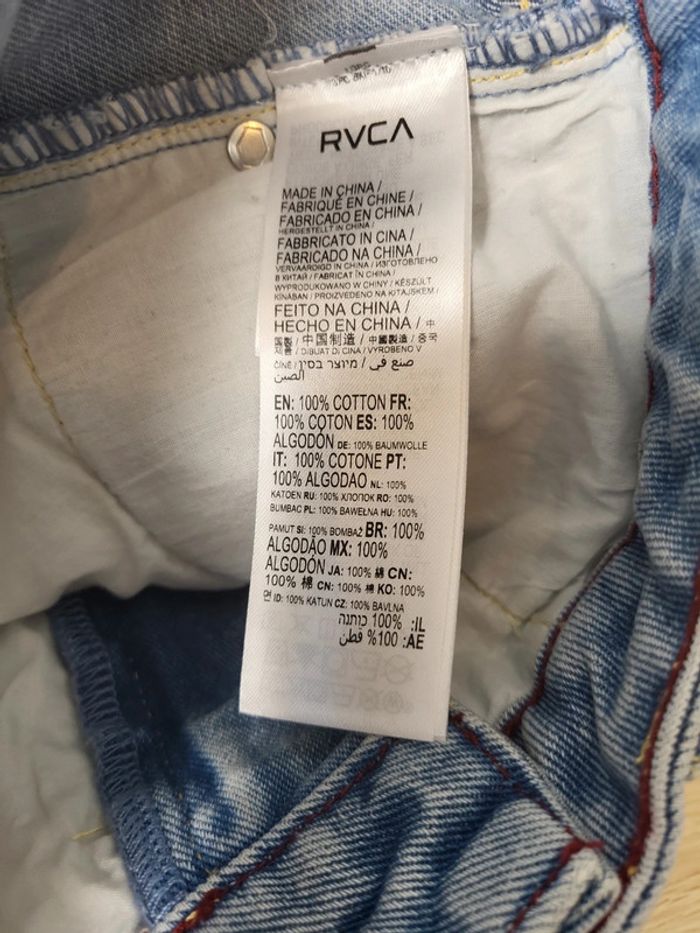 RVCA
MADE IN CHINA /
FABRIQUÉ EN CHINE /
FABRICADO EN CHINA /
HERGESTELLT IN CHINA /
FABBRICATO IN CINA /
FABRICADO NA CHINA /
VERVAARDIGD IN CHINA / ИЗГОТОВЛЕНО
В КИТАЙ / FABRICAT ÎN CHINA /
WYPRODUKOWANO W CHINY / KÉSZÜLT
KÍNÁBAN / PROIZVEDENO NA KITAJSKEM /
FEITO NA CHINA /
HECHO EN CHINA / 中
国製 / 中国制造 / 中國製造 / 중국
제품 / DIBUAT DI CINA / VYROBENO V
ČÍNĚ / מיוצר בסין / صنع في
الصين
EN: 100% COTTON FR:
100% COTON ES: 100%
ALGODÓN DE: 100% BAUMWOLLE
IT: 100% COTONE PT:
100% ALGODAO NL: 100%
KATOEN RU: 100% ХЛОПОК RO: 100%
BUMBAC PL: 100% BAWEŁNA HU: 100%
PAMUT SI: 100% BOMBAŽ BR: 100%
ALGODÃO MX: 100%
ALGODÓN JA: 100% 綿 CN:
100% 棉 CN: 100% 棉 KO: 100%
면 ID: 100% KATUN CZ: 100% BAVLNA
IL: 100% כותנה
AE: 100% قطن